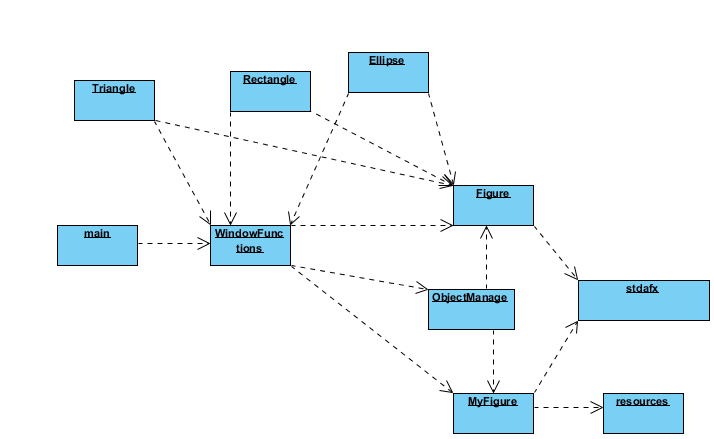 Ellipse
Rectangle
Triangle
Figure
main
WindowFunc
tions
stdafx
ObjectManage
MyFigure
resources